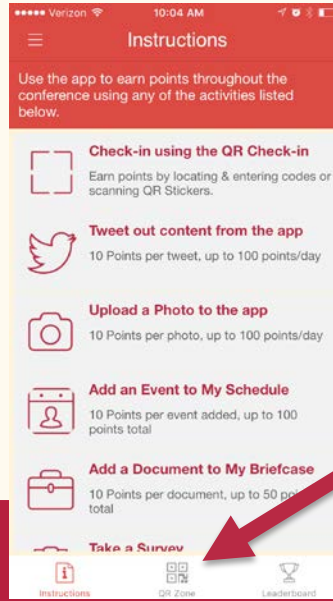 Verizon 10:04 AM
Instructions
Use the app to earn points throughout the
conference using any of the activities listed
below.
Check-in using the QR Check-in
Earn points by locating & entering codes or
scanning QR Stickers.
Tweet out content from the app
10 Points per tweet, up to 100 points/day
Upload a Photo to the app
10 Points per photo, up to 100 points/day
Add an Event to My Schedule
10 Points per event added, up to 100
points total
Add a Document to My Briefcase
10 Points per document, up to 50
total
Take a Survey
Instructions QR Zone Leaderboard